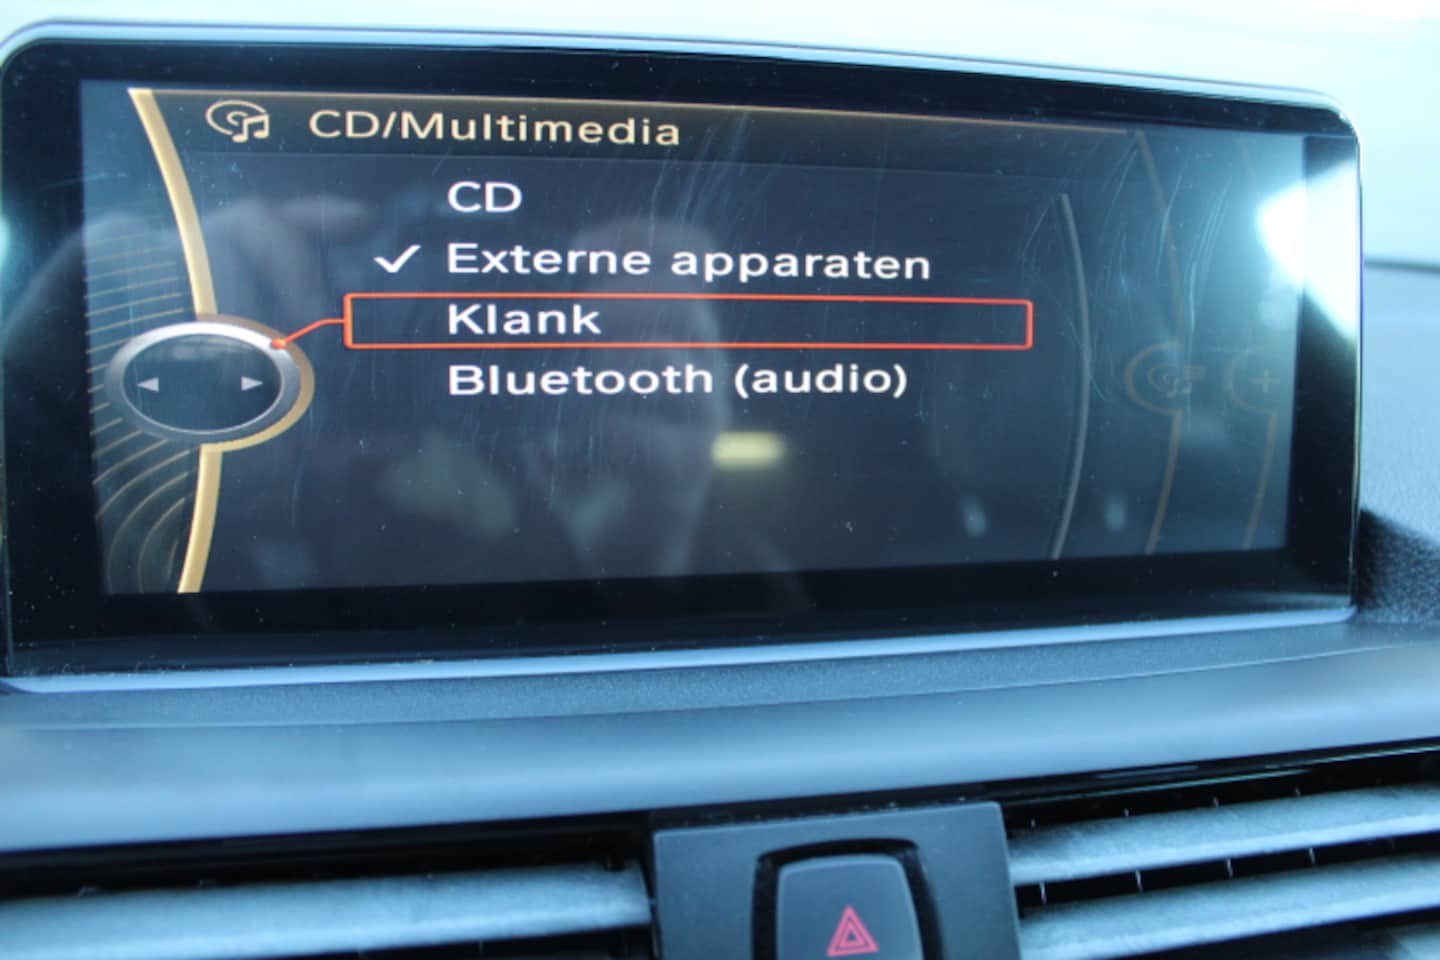 CD/Multimedia
CD
Externe apparaten
Klank
Bluetooth (audio)